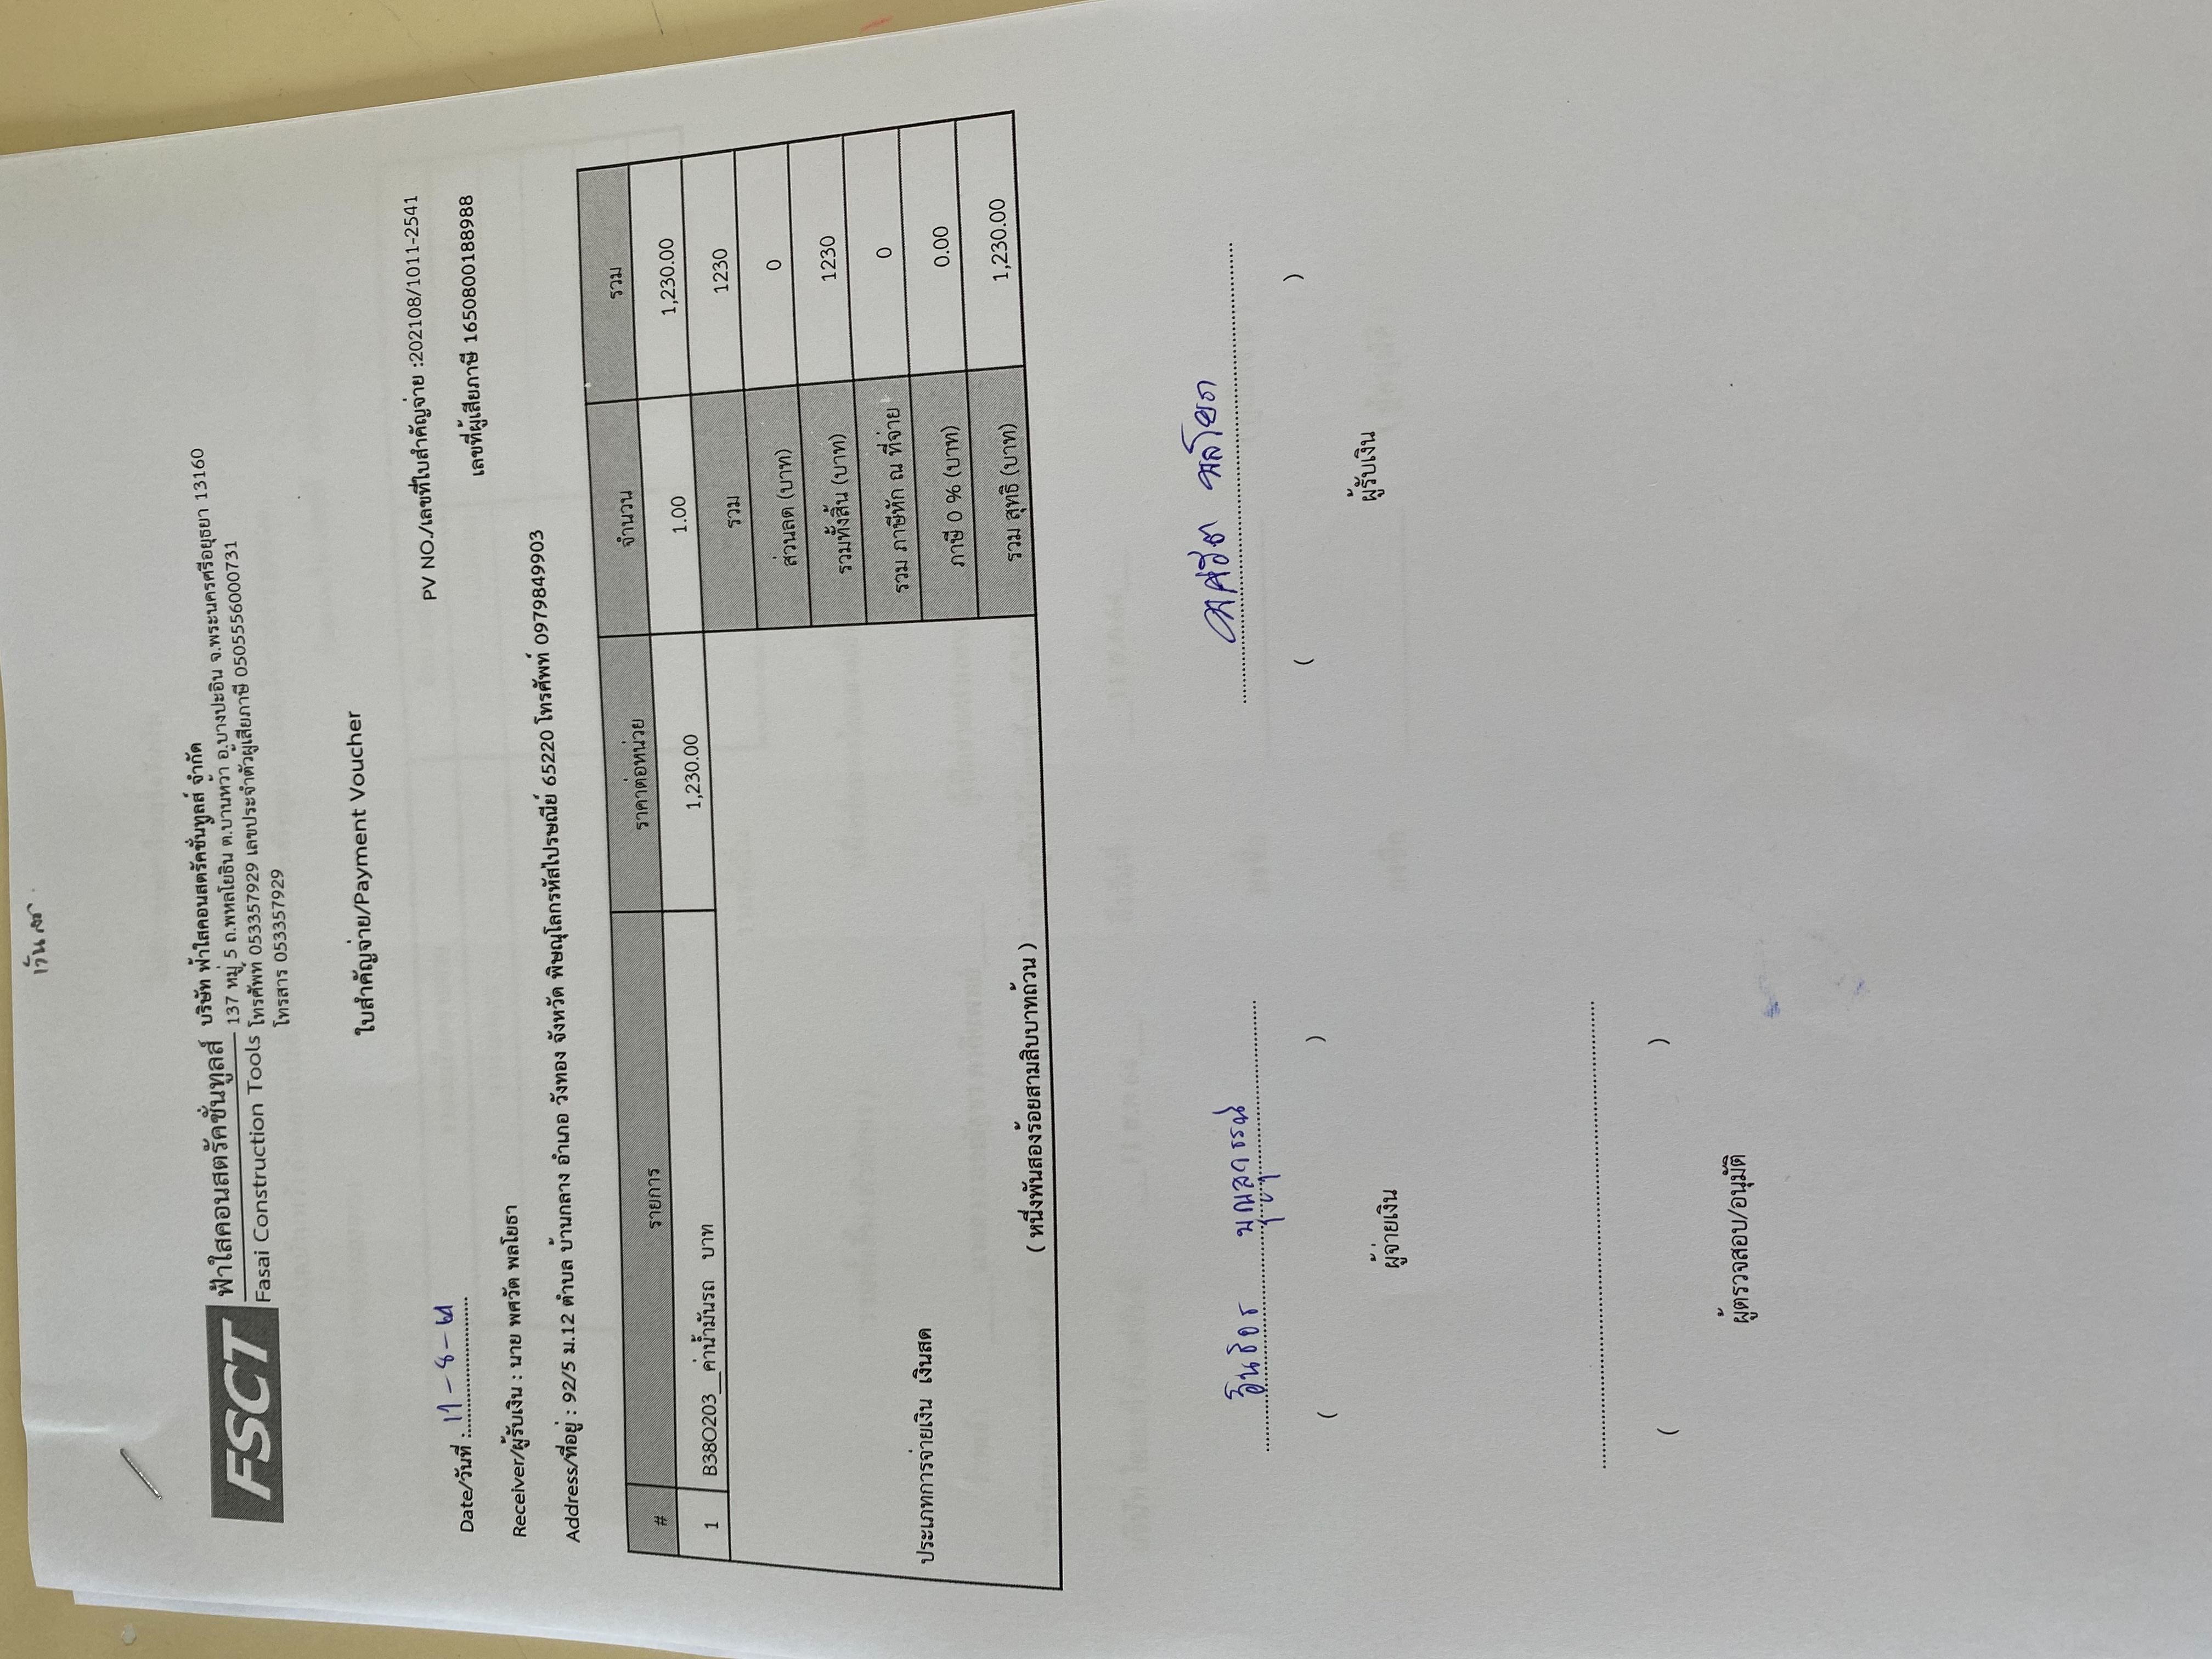 เงินสด
FSCT
ฟ้าใสคอนสตรัคชั่นทูลส์
Fasai Construction Tools
บริษัท ฟ้าใสคอนสตรัคชั่นทูลส์ จำกัด
137 หมู่ 5 ถ.พหลโยธิน ต.บ้านหว้า อ.บางปะอิน จ.พระนครศรีอยุธยา 13160
โทรศัพท์ 053357929 เลขประจำตัวผู้เสียภาษี 0505556000731
โทรสาร 053357929
ใบสำคัญจ่าย/Payment Voucher
PV NO./เลขที่ใบสำคัญจ่าย :202108/1011-2541
Date/วันที่ : 11-8-64
เลขที่ผู้เสียภาษี 1650800188988
Receiver/ผู้รับเงิน : นาย พศวัต พลโยธา
Address/ที่อยู่ : 92/5 ม.12 ตำบล บ้านกลาง อำเภอ วังทอง จังหวัด พิษณุโลกรหัสไปรษณีย์ 65220 โทรศัพท์ 0979849903
# รายการ ราคาต่อหน่วย จำนวน รวม
1 B38O203__ค่าน้ำมันรถ บาท 1,230.00 1.00 1,230.00
รวม 1230
ส่วนลด (บาท) 0
รวมทั้งสิ้น (บาท) 1230
รวม ภาษีหัก ณ ที่จ่าย 0
ประเภทการจ่ายเงิน เงินสด
ภาษี 0 % (บาท) 0.00
( หนึ่งพันสองร้อยสามสิบบาทถ้วน )
รวม สุทธิ (บาท) 1,230.00
พศวัต พลโยธา
( ) ( )
ผู้จ่ายเงิน ผู้รับเงิน
( )
ผู้ตรวจสอบ/อนุมัติ